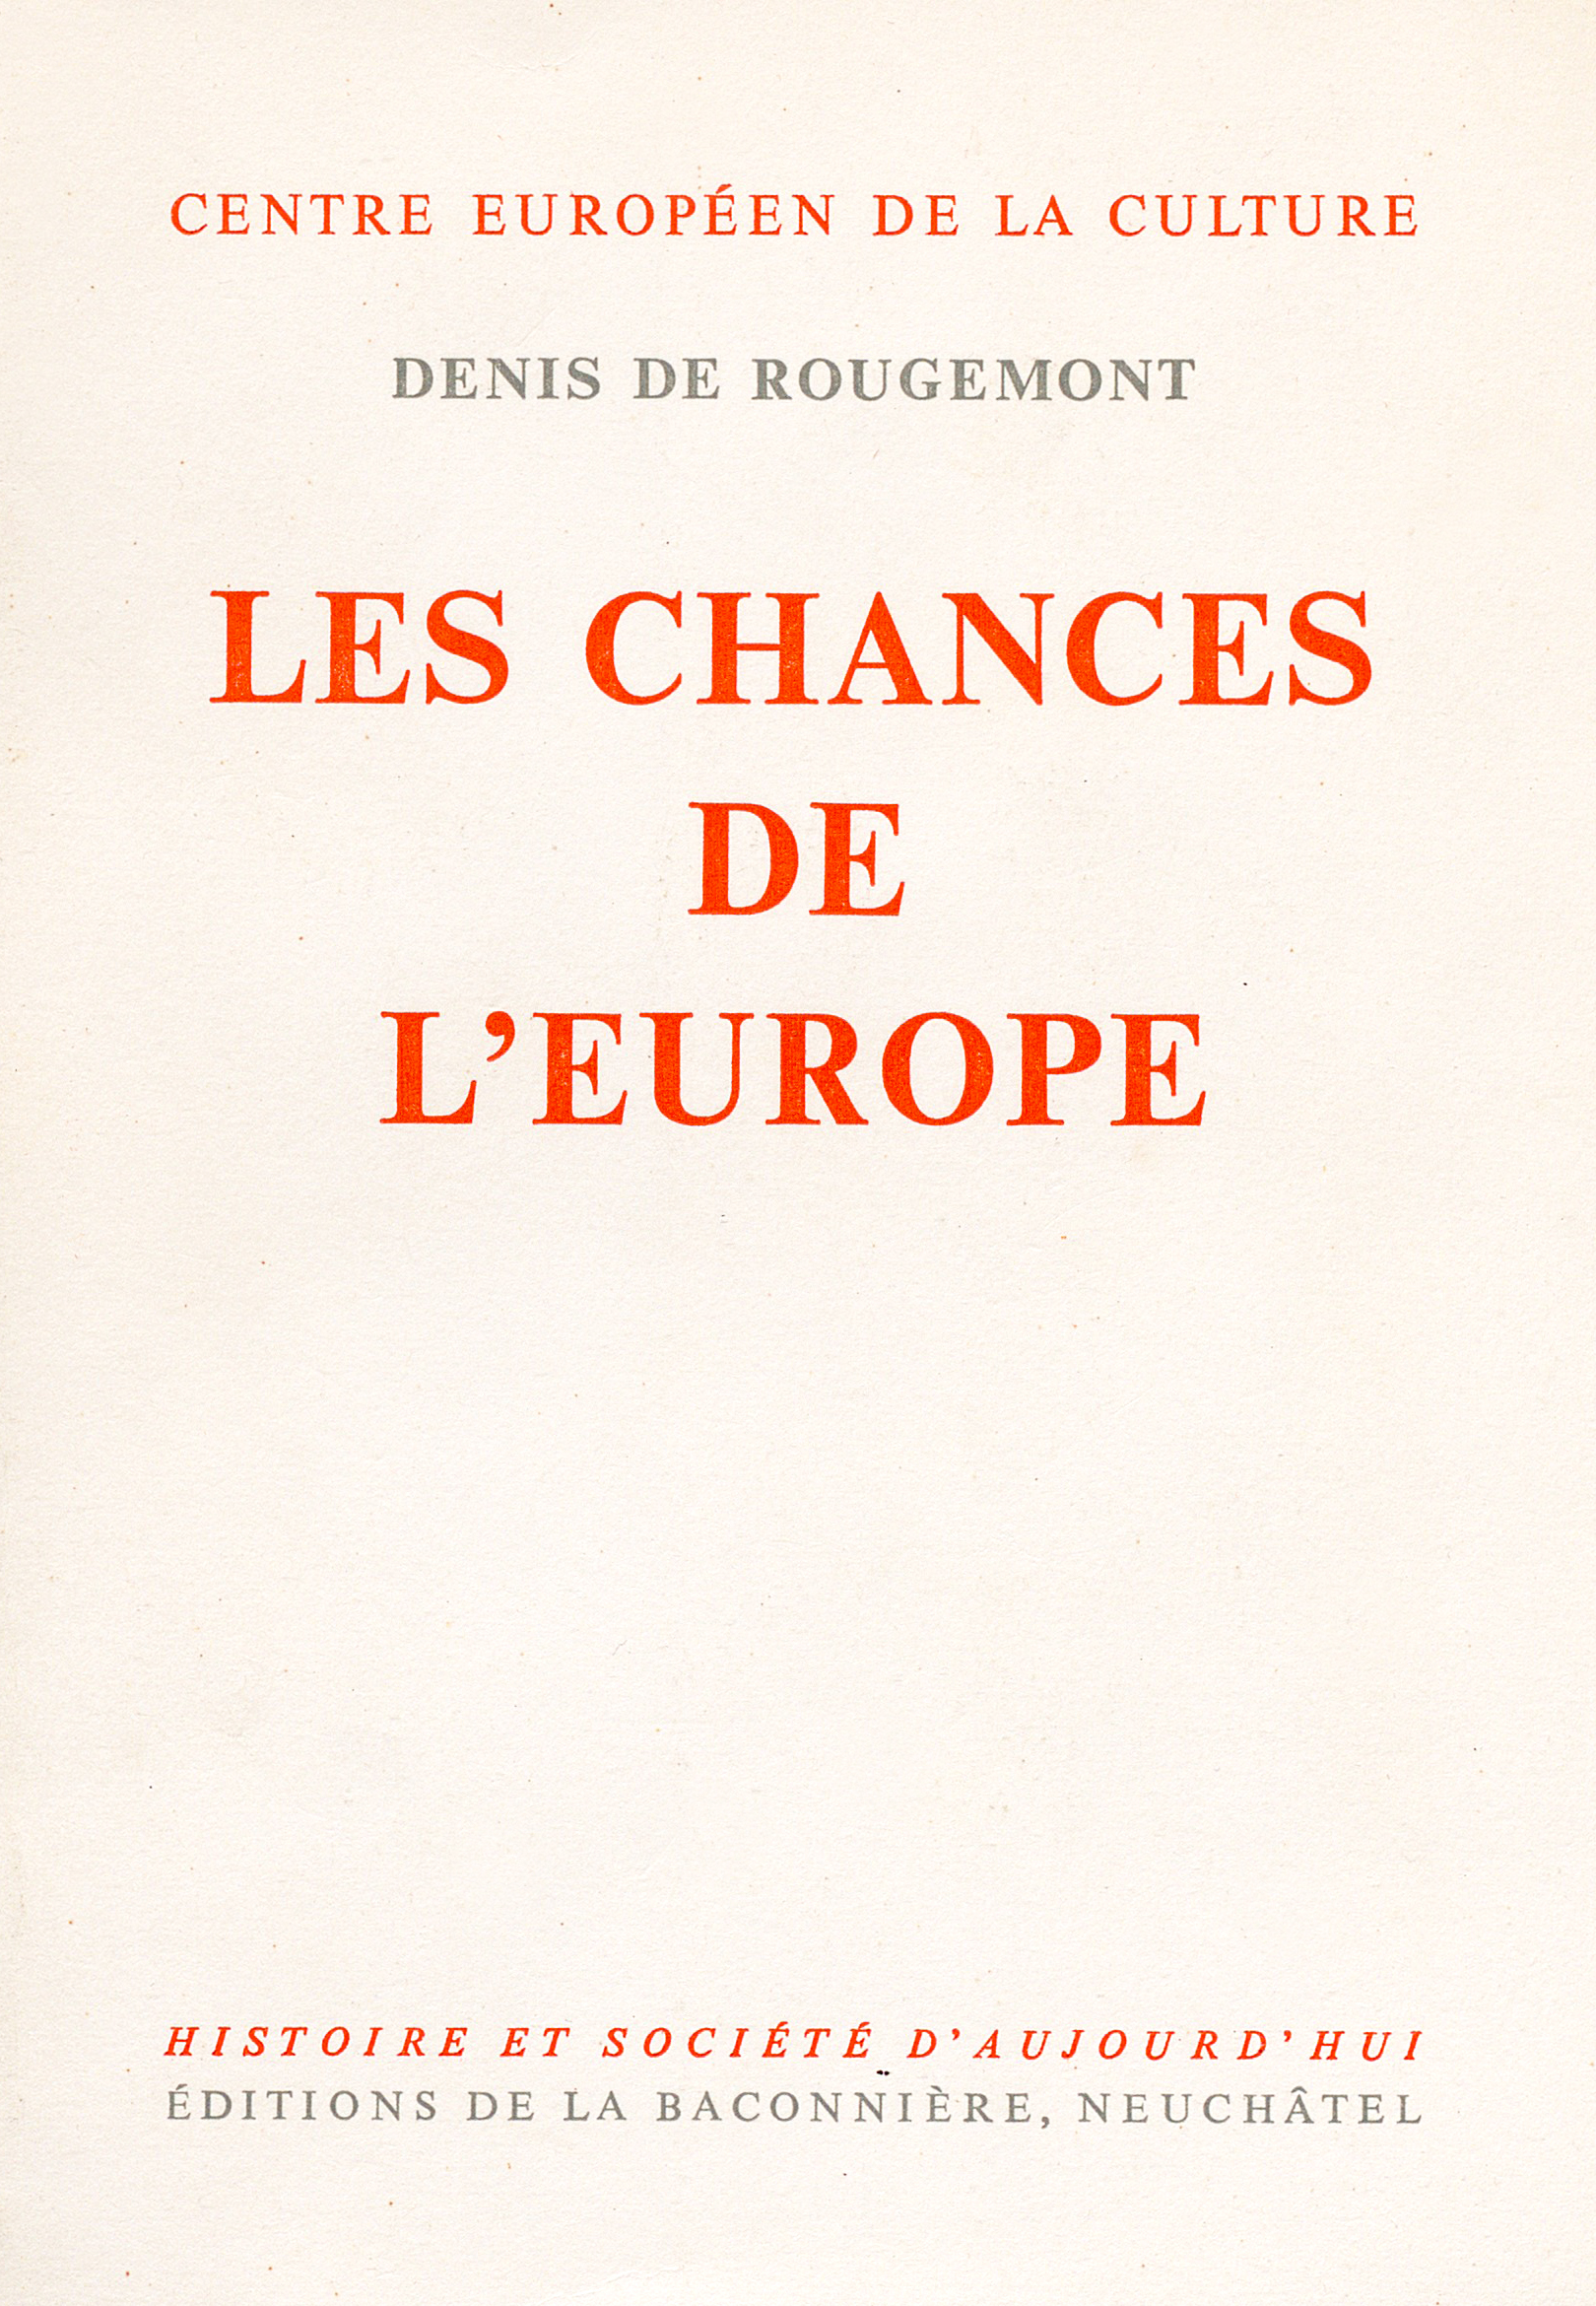 CENTRE EUROPÉEN DE LA CULTURE
DENIS DE ROUGEMONT
LES CHANCES
DE
L’EUROPE
HISTOIRE ET SOCIÉTÉ D’AUJOURD’HUI
ÉDITIONS DE LA BACONNIÈRE, NEUCHÂTEL